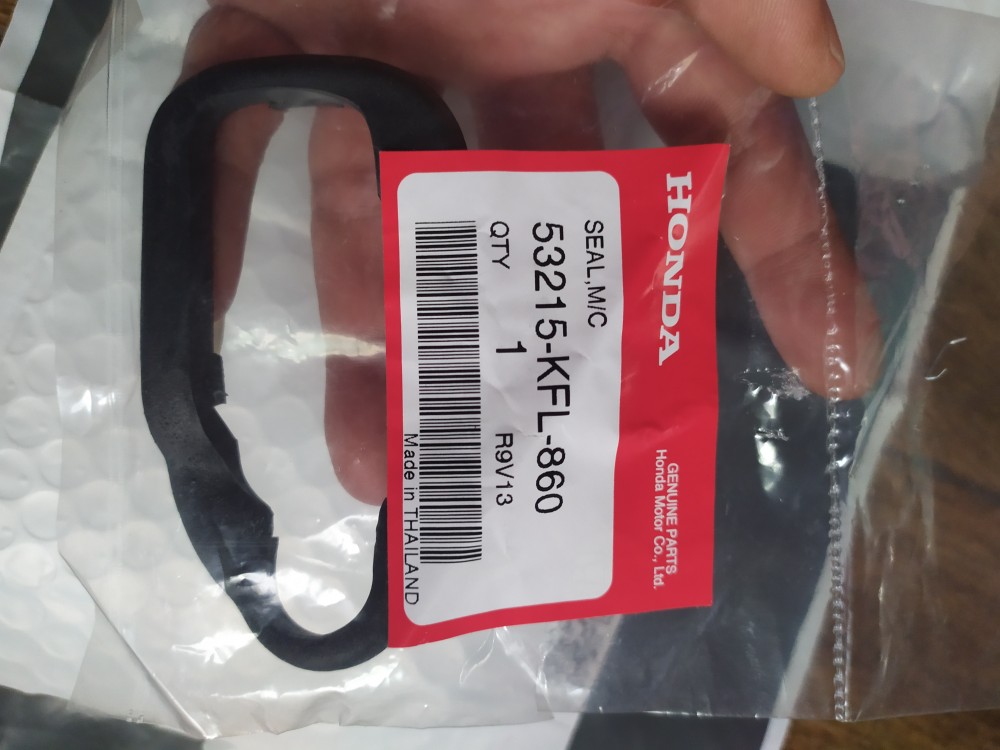 HONDA
GENUINE PARTS
Honda Motor Co., Ltd.
SEAL,M/C
53215-KFL-860
QTY 1 R9V13
Made in THAILAND